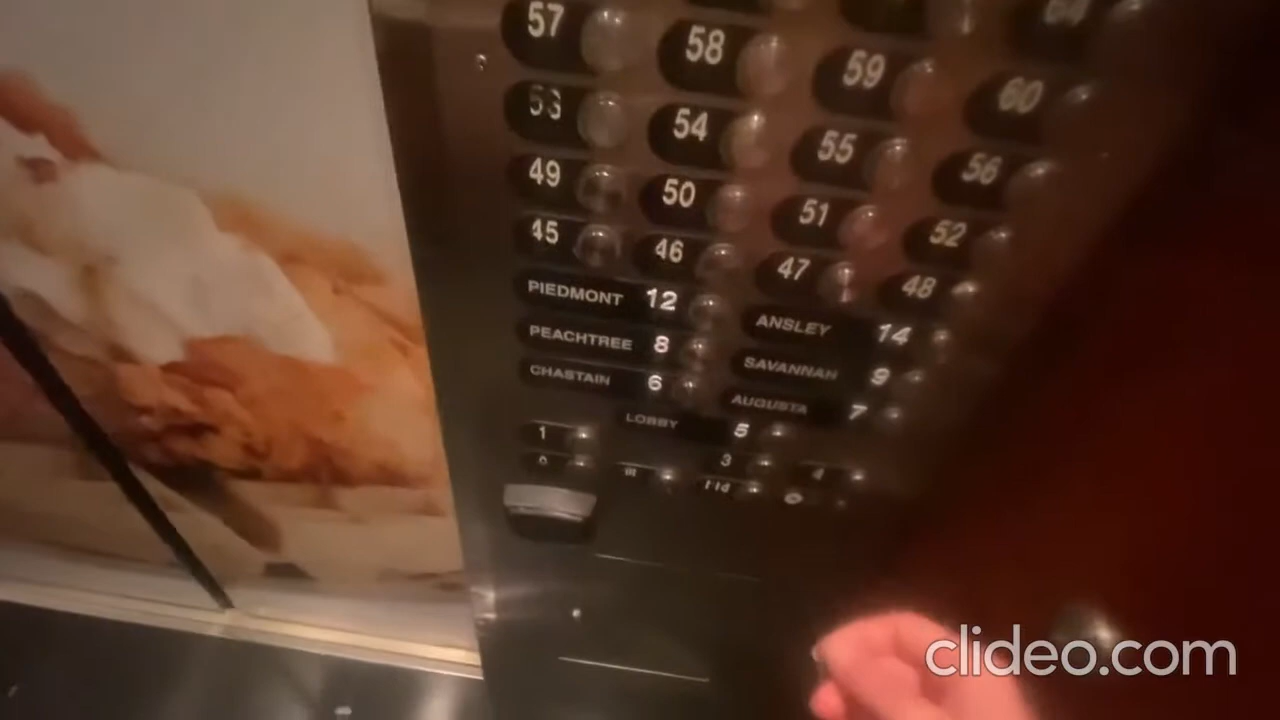 57 58 59 60
53 54 55 56
49 50 51 52
45 46 47 48
PIEDMONT 12 ANSLEY 14
PEACHTREE 8 SAVANNAH 9
CHASTAIN 6 AUGUSTA 7
LOBBY 5
1 3 4
clideo.com